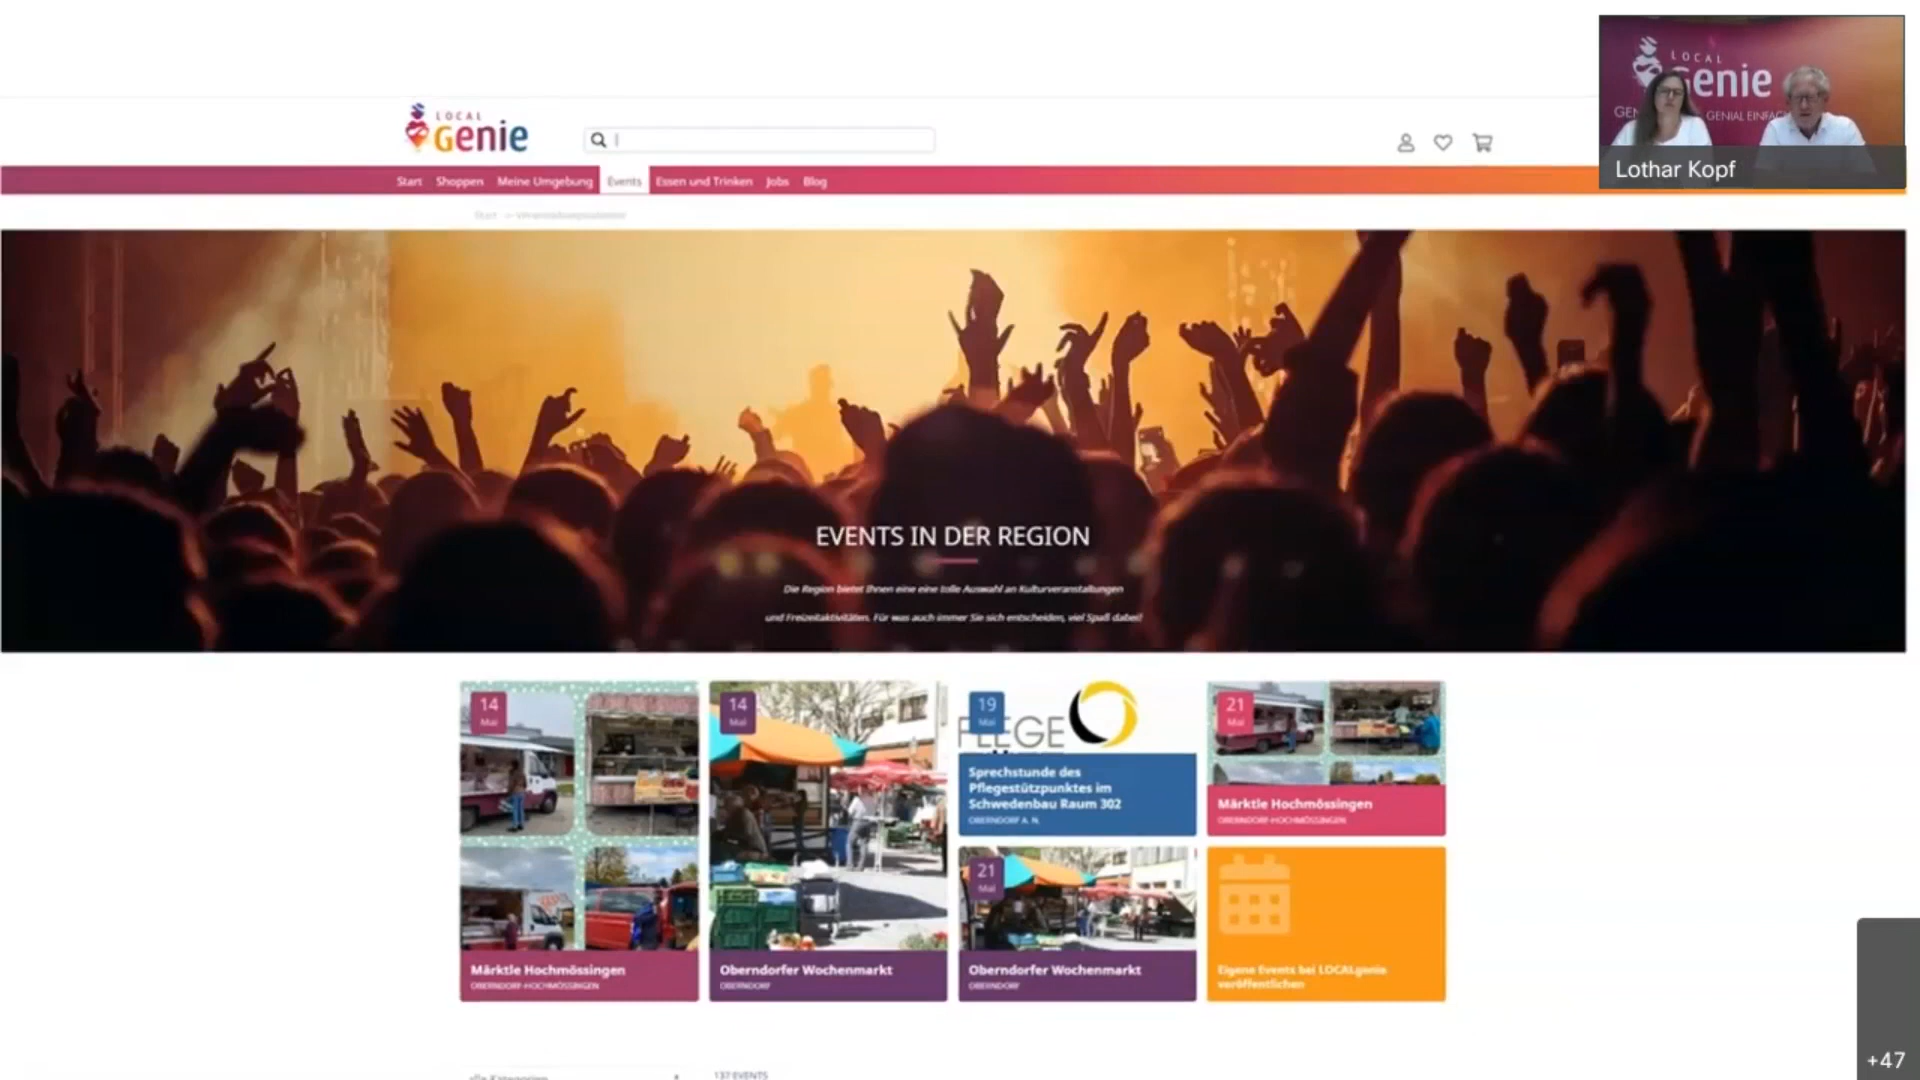 LOCAL
Genie
Start Shoppen Meine Umgebung Events Essen und Trinken Jobs Blog
Start
LOCAL
Genie
GENIAL EINFACH
Lothar Kopf
EVENTS IN DER REGION
Die Region bietet Ihnen eine eine tolle Auswahl an Kulturveranstaltungen
und Freizeitaktivitäten. Für was auch immer Sie sich entscheiden, viel Spaß dabei!
14
Mai
Märktle Hochmössingen
OBERNDORF-HOCHMÖSSINGEN
14
Mai
Oberndorfer Wochenmarkt
OBERNDORF
19
Mai
Sprechstunde des
Pflegestützpunktes im
Schwedenbau Raum 302
OBERNDORF A. N.
21
Mai
Märktle Hochmössingen
OBERNDORF-HOCHMÖSSINGEN
21
Mai
Oberndorfer Wochenmarkt
OBERNDORF
Eigene Events bei LOCALgenie
veröffentlichen
137 EVENTS
+47